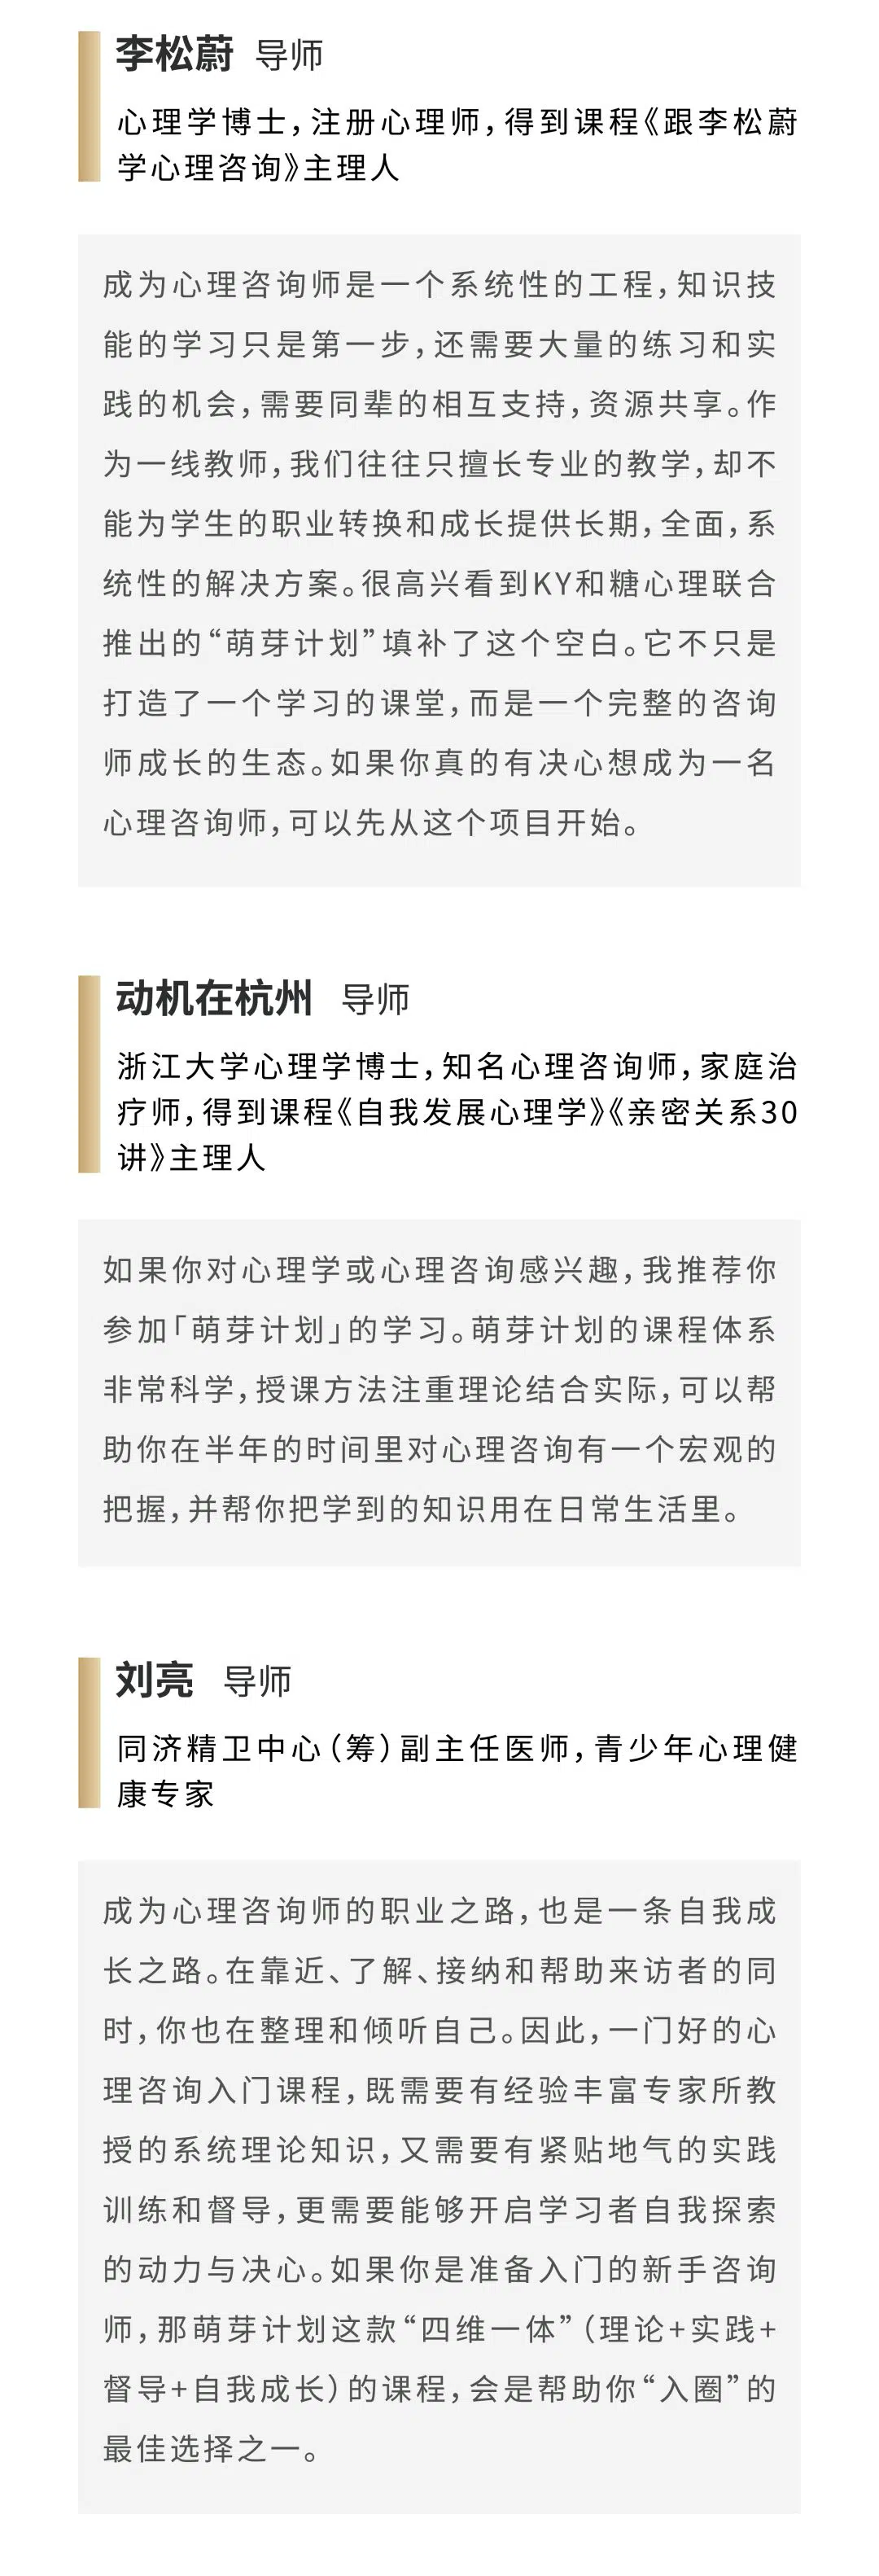 李松蔚 导师
心理学博士，注册心理师，得到课程《跟李松蔚
学心理咨询》主理人
成为心理咨询师是一个系统性的工程，知识技
能的学习只是第一步，还需要大量的练习和实
践的机会，需要同辈的相互支持，资源共享。作
为一线教师，我们往往只擅长专业的教学，却不
能为学生的职业转换和成长提供长期，全面，系
统性的解决方案。很高兴看到KY和糖心理联合
推出的“萌芽计划”填补了这个空白。它不只是
打造了一个学习的课堂，而是一个完整的咨询
师成长的生态。如果你真的有决心想成为一名
心理咨询师，可以先从这个项目开始。
动机在杭州 导师
浙江大学心理学博士，知名心理咨询师，家庭治
疗师，得到课程《自我发展心理学》《亲密关系30
讲》主理人
如果你对心理学或心理咨询感兴趣，我推荐你
参加「萌芽计划」的学习。萌芽计划的课程体系
非常科学，授课方法注重理论结合实际，可以帮
助你在半年的时间里对心理咨询有一个宏观的
把握，并帮你把学到的知识用在日常生活里。
刘亮 导师
同济精卫中心（筹）副主任医师，青少年心理健
康专家
成为心理咨询师的职业之路，也是一条自我成
长之路。在靠近、了解、接纳和帮助来访者的同
时，你也在整理和倾听自己。因此，一门好的心
理咨询入门课程，既需要有经验丰富专家所教
授的系统理论知识，又需要有紧贴地气的实践
训练和督导，更需要能够开启学习者自我探索
的动力与决心。如果你是准备入门的新手咨询
师，那萌芽计划这款“四维一体”（理论+实践+
督导+自我成长）的课程，会是帮助你“入圈”的
最佳选择之一。